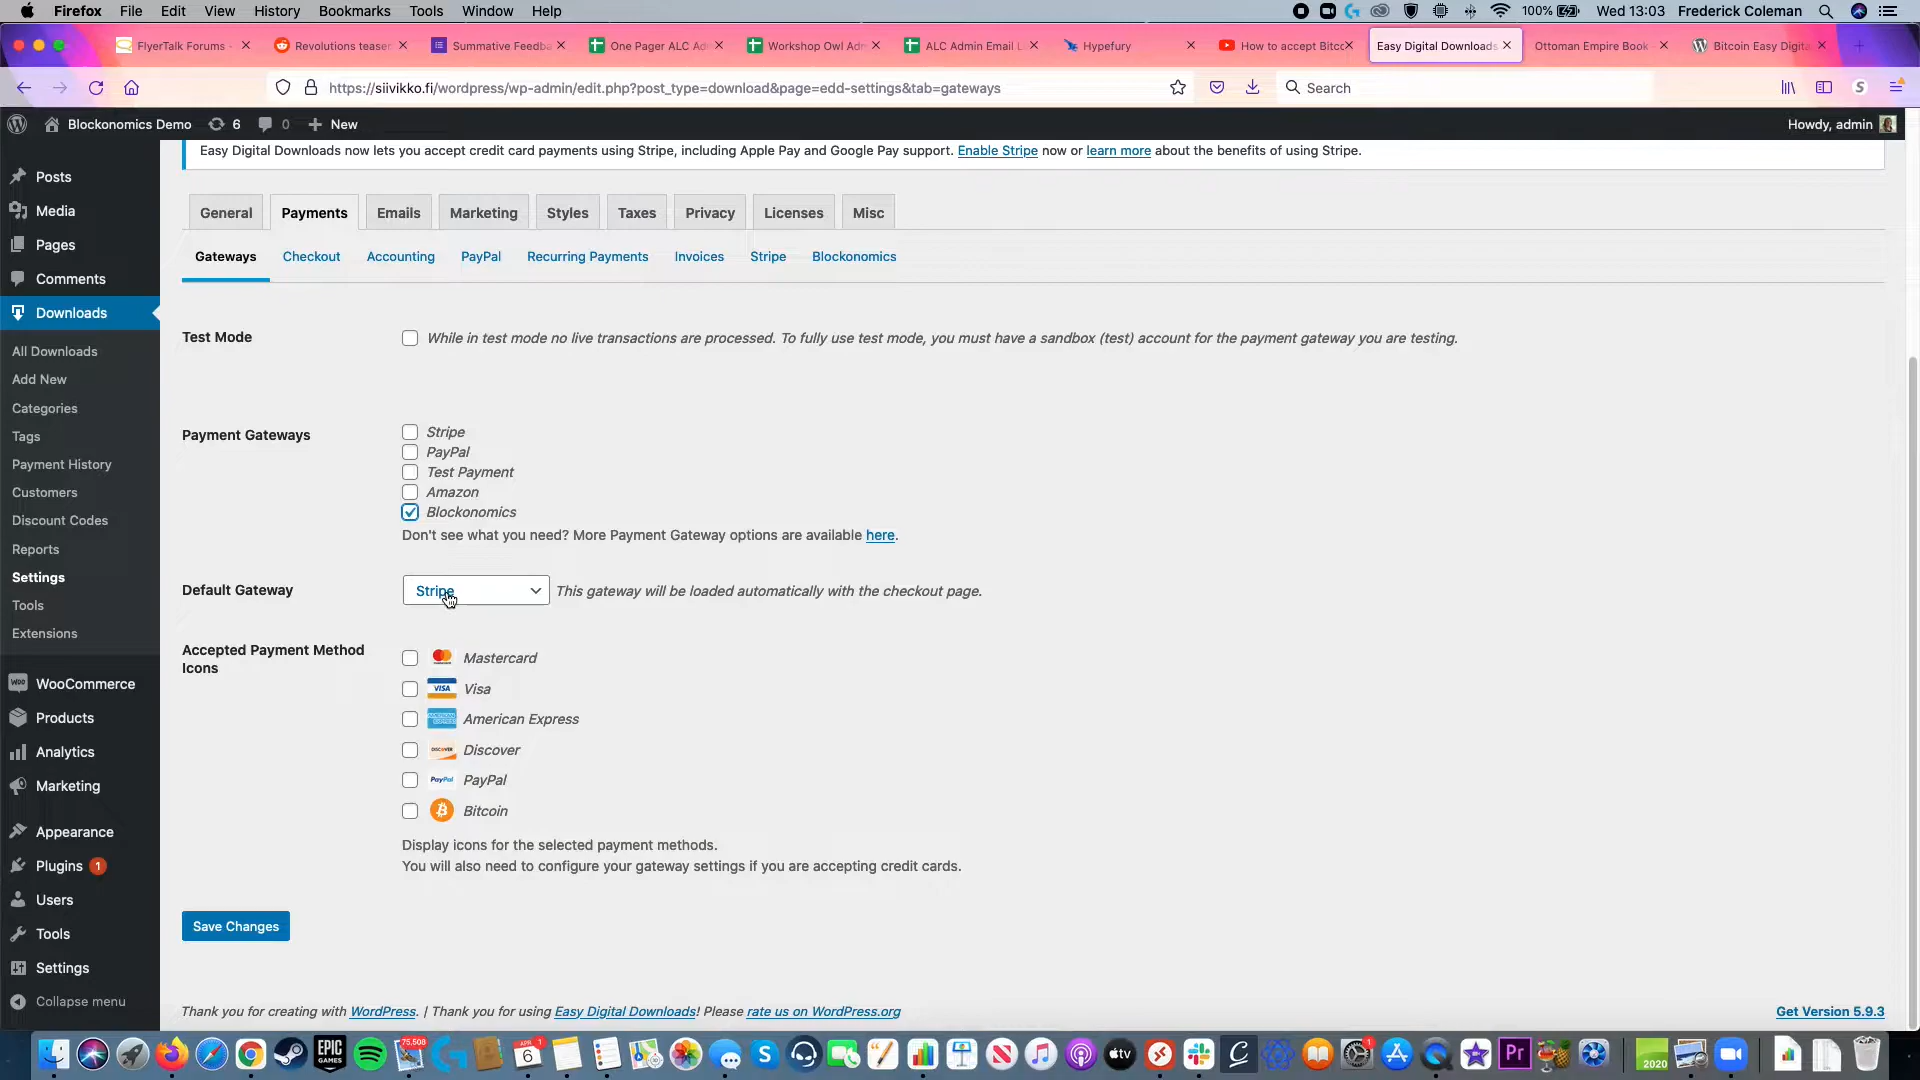 Firefox File Edit View History Bookmarks Tools Window Help 100% Wed 13:03 Frederick Coleman
FlyerTalk Forums - Revolutions teaser Summative Feedba One Pager ALC Ad Workshop Owl Adm ALC Admin Email L Hypefury How to accept Bitco Easy Digital Downloads Ottoman Empire Book Bitcoin Easy Digita
https://siivikko.fi/wordpress/wp-admin/edit.php?post_type=download&page=edd-settings&tab=gateways Search
Blockonomics Demo 6 0 New Howdy, admin
Easy Digital Downloads now lets you accept credit card payments using Stripe, including Apple Pay and Google Pay support. Enable Stripe now or learn more about the benefits of using Stripe.
Posts
Media
Pages
Comments
Downloads
All Downloads
Add New
Categories
Tags
Payment History
Customers
Discount Codes
Reports
Settings
Tools
Extensions
WooCommerce
Products
Analytics
Marketing
Appearance
Plugins 1
Users
Tools
Settings
Collapse menu
General Payments Emails Marketing Styles Taxes Privacy Licenses Misc
Gateways Checkout Accounting PayPal Recurring Payments Invoices Stripe Blockonomics
Test Mode While in test mode no live transactions are processed. To fully use test mode, you must have a sandbox (test) account for the payment gateway you are testing.
Payment Gateways
Stripe
PayPal
Test Payment
Amazon
Blockonomics
Don't see what you need? More Payment Gateway options are available here.
Default Gateway Stripe This gateway will be loaded automatically with the checkout page.
Accepted Payment Method
Icons
Mastercard
VISA Visa
American Express
DISCOVER Discover
PayPal PayPal
Bitcoin
Display icons for the selected payment methods.
You will also need to configure your gateway settings if you are accepting credit cards.
Save Changes
Thank you for creating with WordPress. | Thank you for using Easy Digital Downloads! Please rate us on WordPress.org
Get Version 5.9.3
EPIC GAMES 75,508 APR 6 1 tv 1 Pr 2020